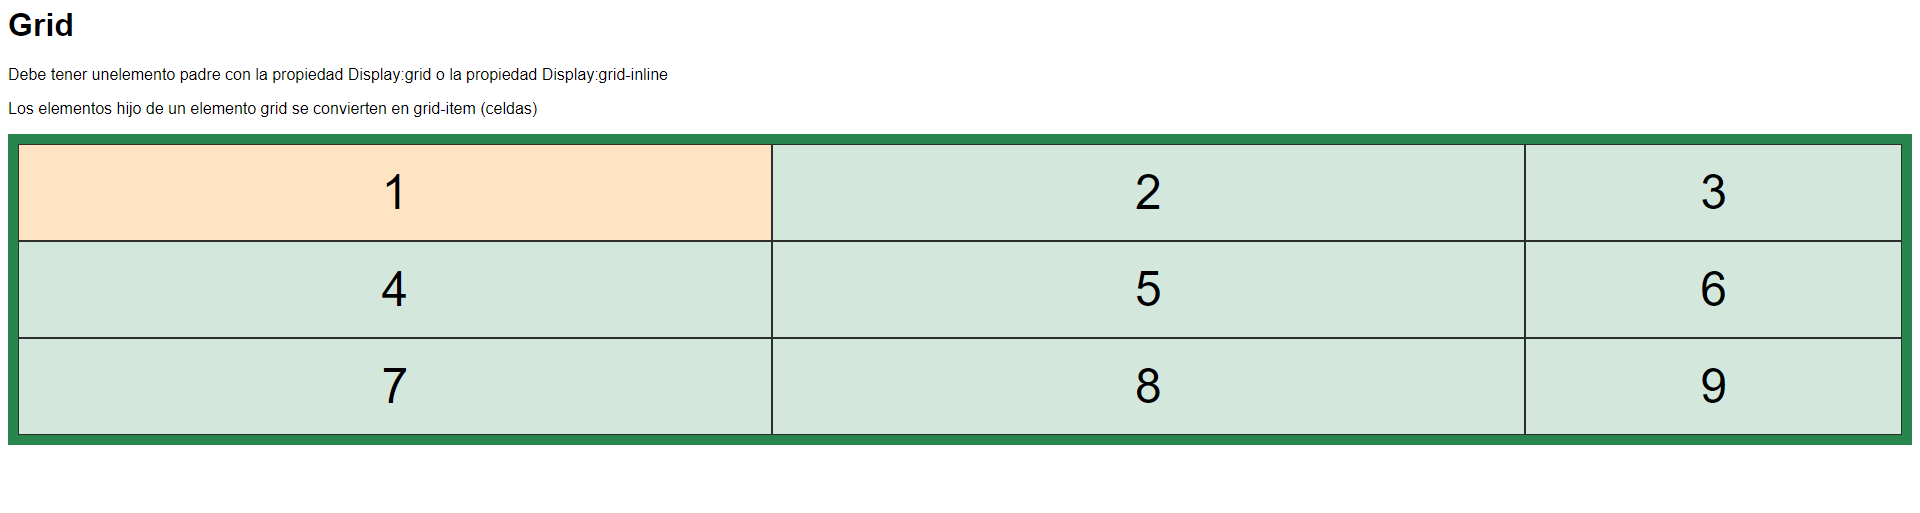 Grid
Debe tener unelemento padre con la propiedad Display:grid o la propiedad Display:grid-inline
Los elementos hijo de un elemento grid se convierten en grid-item (celdas)
1 2 3
4 5 6
7 8 9